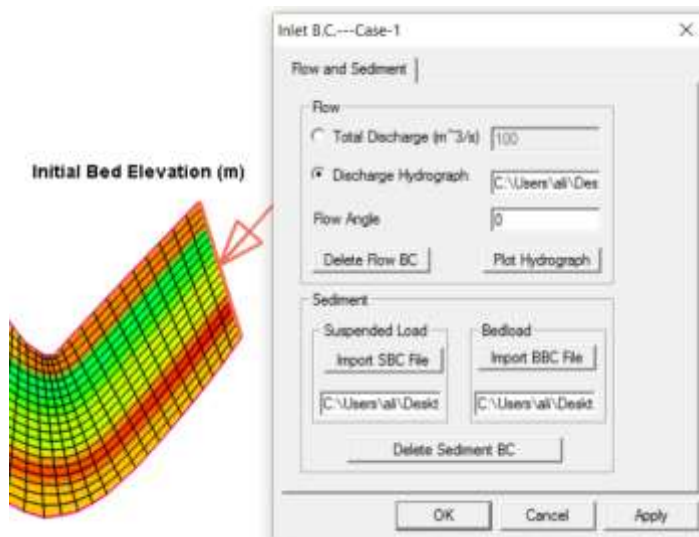 Inlet B.C.---Case-1
Flow and Sediment
Flow
Total Discharge (m^3/s) 100
Discharge Hydrograph C:\Users\ali\Des
Flow Angle 0
Delete Flow BC Plot Hydrograph
Sediment
Suspended Load Bedload
Import SBC File Import BBC File
C:\Users\ali\Deskt C:\Users\ali\Deskt
Delete Sediment BC
OK Cancel Apply
Initial Bed Elevation (m)